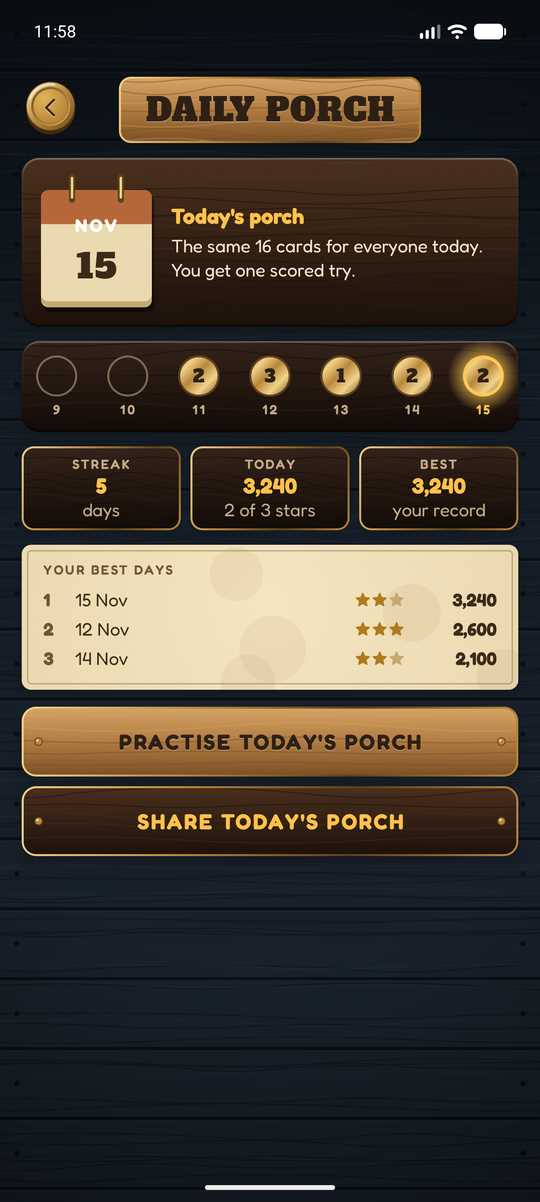 11:58
DAILY PORCH
NOV
15
Today's porch
The same 16 cards for everyone today.
You get one scored try.
2 3 1 2 2
9 10 11 12 13 14 15
STREAK
5
days
TODAY
3,240
2 of 3 stars
BEST
3,240
your record
YOUR BEST DAYS
1 15 Nov 3,240
2 12 Nov 2,600
3 14 Nov 2,100
PRACTISE TODAY'S PORCH
SHARE TODAY'S PORCH